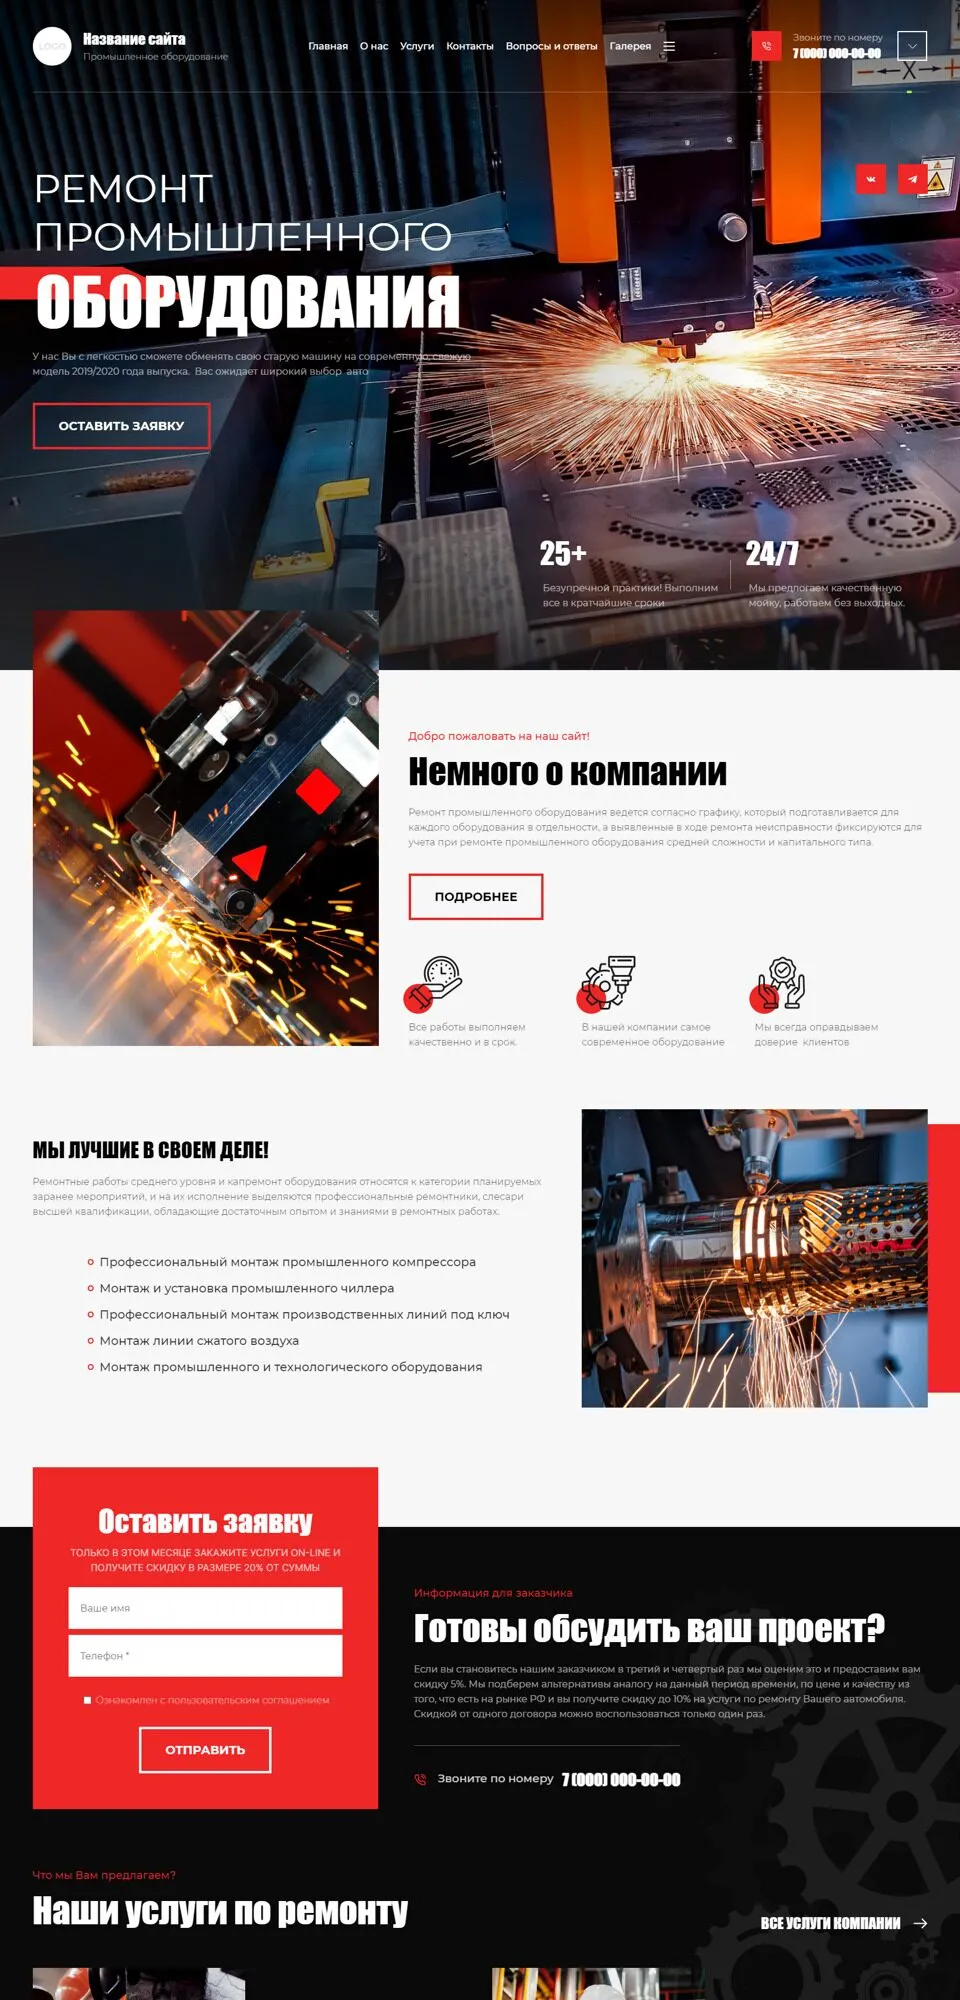 LOGO
Название сайта
Промышленное оборудование
Главная О нас Услуги Контакты Вопросы и ответы Галерея
Звоните по номеру
7 (000) 000-00-00
РЕМОНТ
ПРОМЫШЛЕННОГО
ОБОРУДОВАНИЯ
У нас Вы с легкостью сможете обменять свою старую машину на современную, свежую
модель 2019/2020 года выпуска. Вас ожидает широкий выбор авто
ОСТАВИТЬ ЗАЯВКУ
25+
Безупречной практики! Выполним
все в кратчайшие сроки
24/7
Мы предлогаем качественную
мойку, работаем без выходных.
Добро пожаловать на наш сайт!
Немного о компании
Ремонт промышленного оборудования ведется согласно графику, который подготавливается для
каждого оборудования в отдельности, а выявленные в ходе ремонта неисправности фиксируются для
учета при ремонте промышленного оборудования средней сложности и капитального типа.
ПОДРОБНЕЕ
Все работы выполняем
качественно и в срок.
В нашей компании самое
современное оборудование
Мы всегда оправдываем
доверие клиентов
МЫ ЛУЧШИЕ В СВОЕМ ДЕЛЕ!
Ремонтные работы среднего уровня и капремонт оборудования относятся к категории планируемых
заранее мероприятий, и на их исполнение выделяются профессиональные ремонтники, слесари
высшей квалификации, обладающие достаточным опытом и знаниями в ремонтных работах.
Профессиональный монтаж промышленного компрессора
Монтаж и установка промышленного чиллера
Профессиональный монтаж производственных линий под ключ
Монтаж линии сжатого воздуха
Монтаж промышленного и технологического оборудования
Оставить заявку
ТОЛЬКО В ЭТОМ МЕСЯЦЕ ЗАКАЖИТЕ УСЛУГИ ON-LINE И
ПОЛУЧИТЕ СКИДКУ В РАЗМЕРЕ 20% ОТ СУММЫ
Ваше имя
Телефон *
Ознакомлен с пользовательским соглашением
ОТПРАВИТЬ
Информация для заказчика
Готовы обсудить ваш проект?
Если вы становитесь нашим заказчиком в третий и четвертый раз мы оценим это и предоставим вам
скидку 5%. Мы подберем альтернативы аналогу на данный период времени, по цене и качеству из
того, что есть на рынке РФ и вы получите скидку до 10% на услуги по ремонту Вашего автомобиля.
Скидкой от одного договора можно воспользоваться только один раз.
Звоните по номеру 7 (000) 000-00-00
Что мы Вам предлагаем?
Наши услуги по ремонту
ВСЕ УСЛУГИ КОМПАНИИ